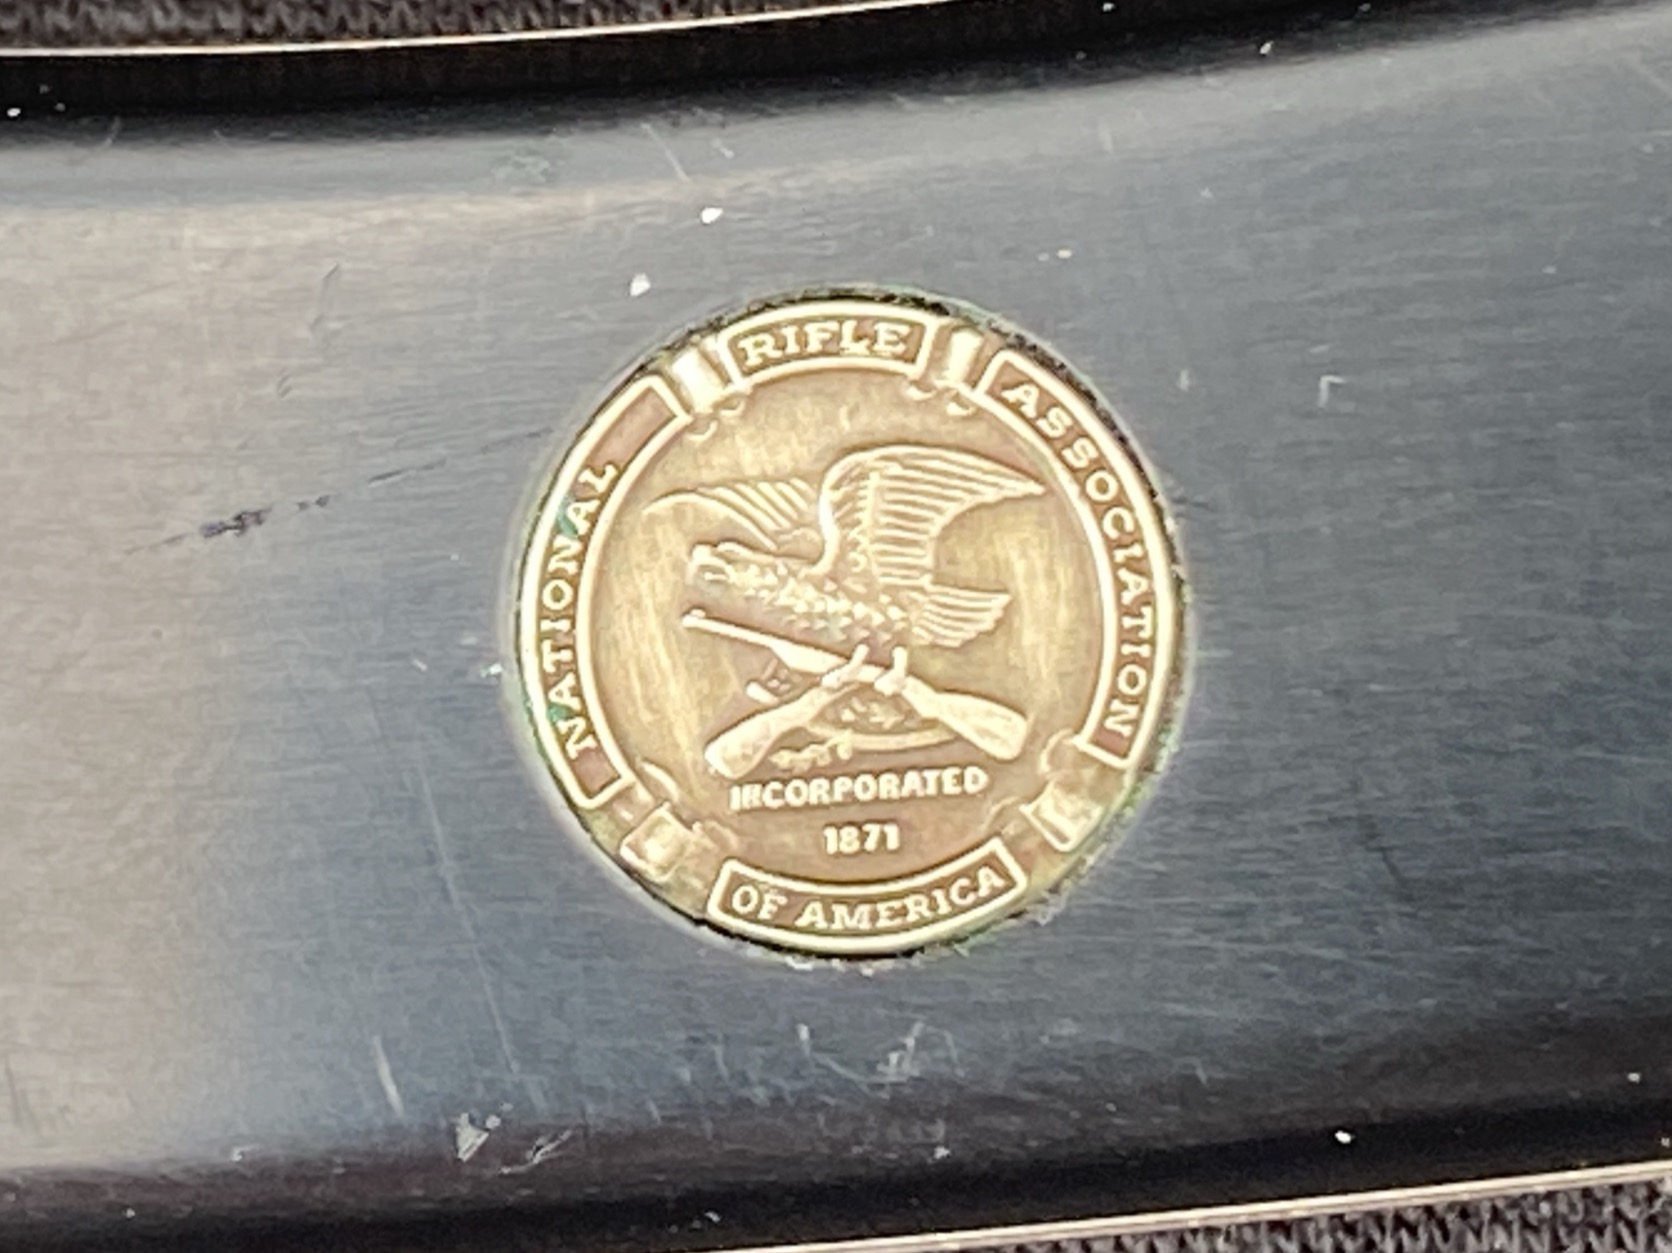 NATIONAL
RIFLE
ASSOCIATION
INCORPORATED
1871
OF AMERICA